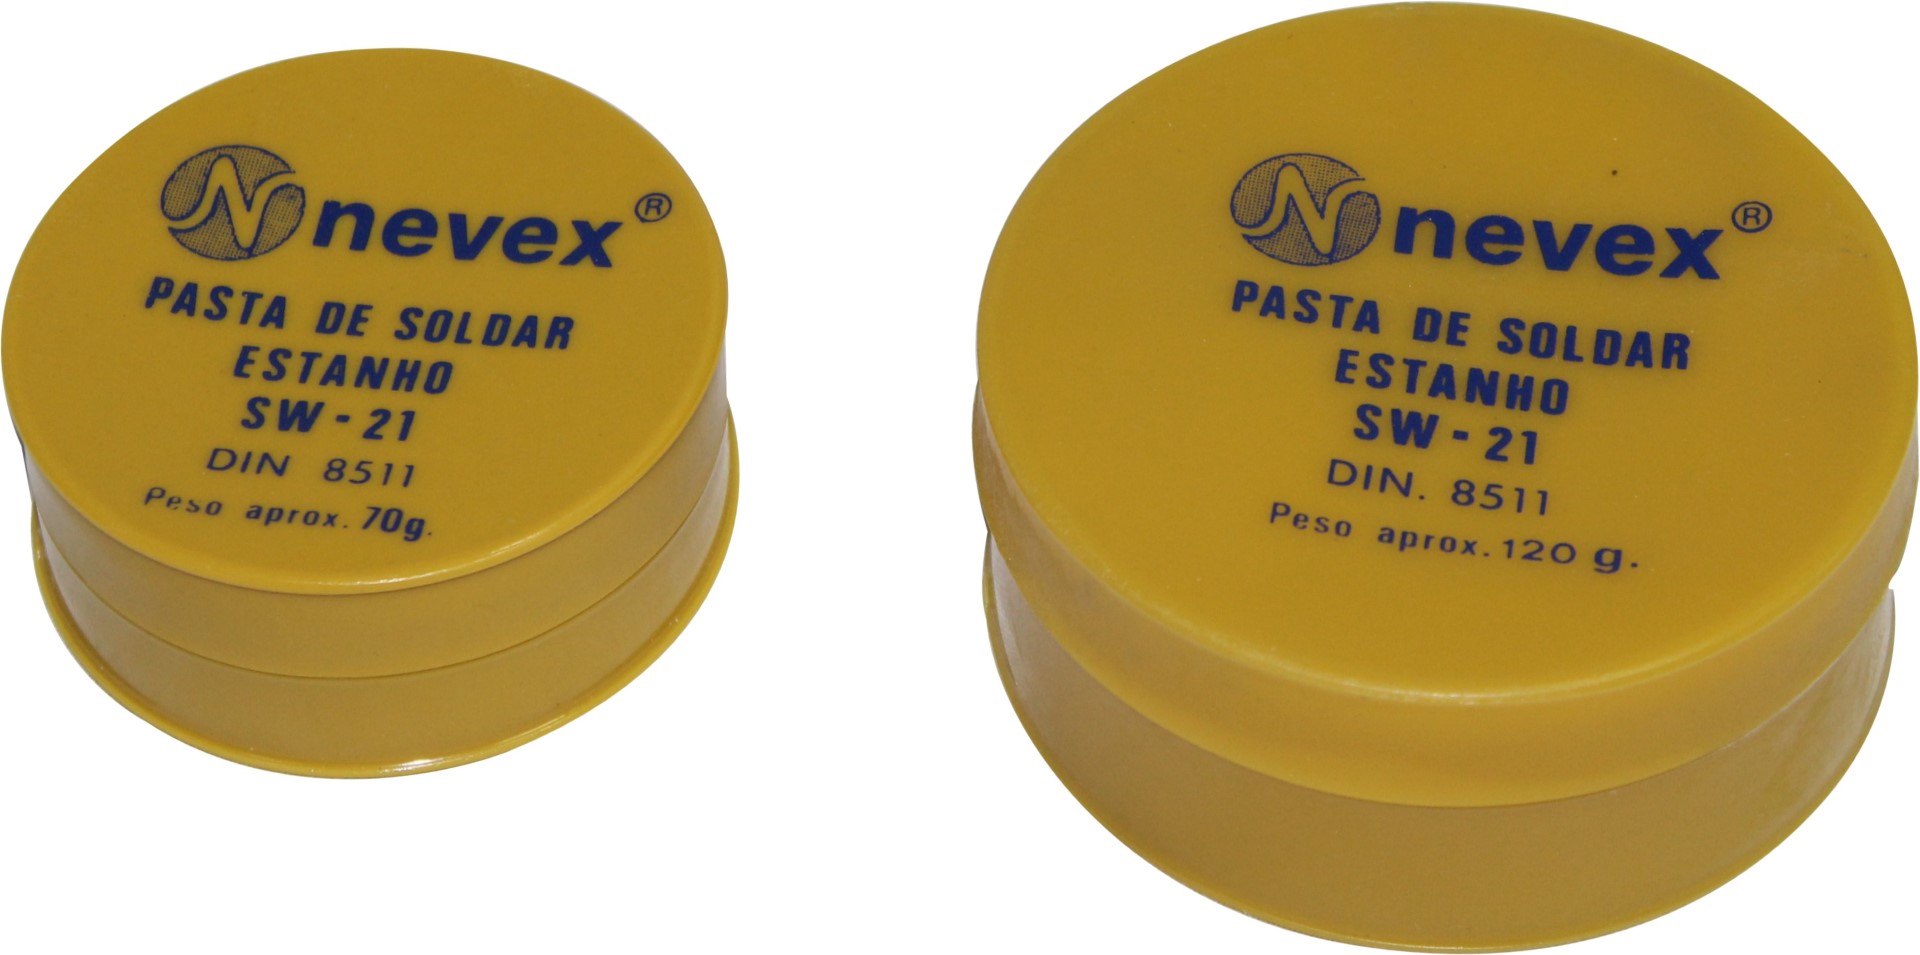 nevex ®
PASTA DE SOLDAR
ESTANHO
SW - 21
DIN 8511
Peso aprox. 70g.
nevex ®
PASTA DE SOLDAR
ESTANHO
SW - 21
DIN. 8511
Peso aprox. 120 g.